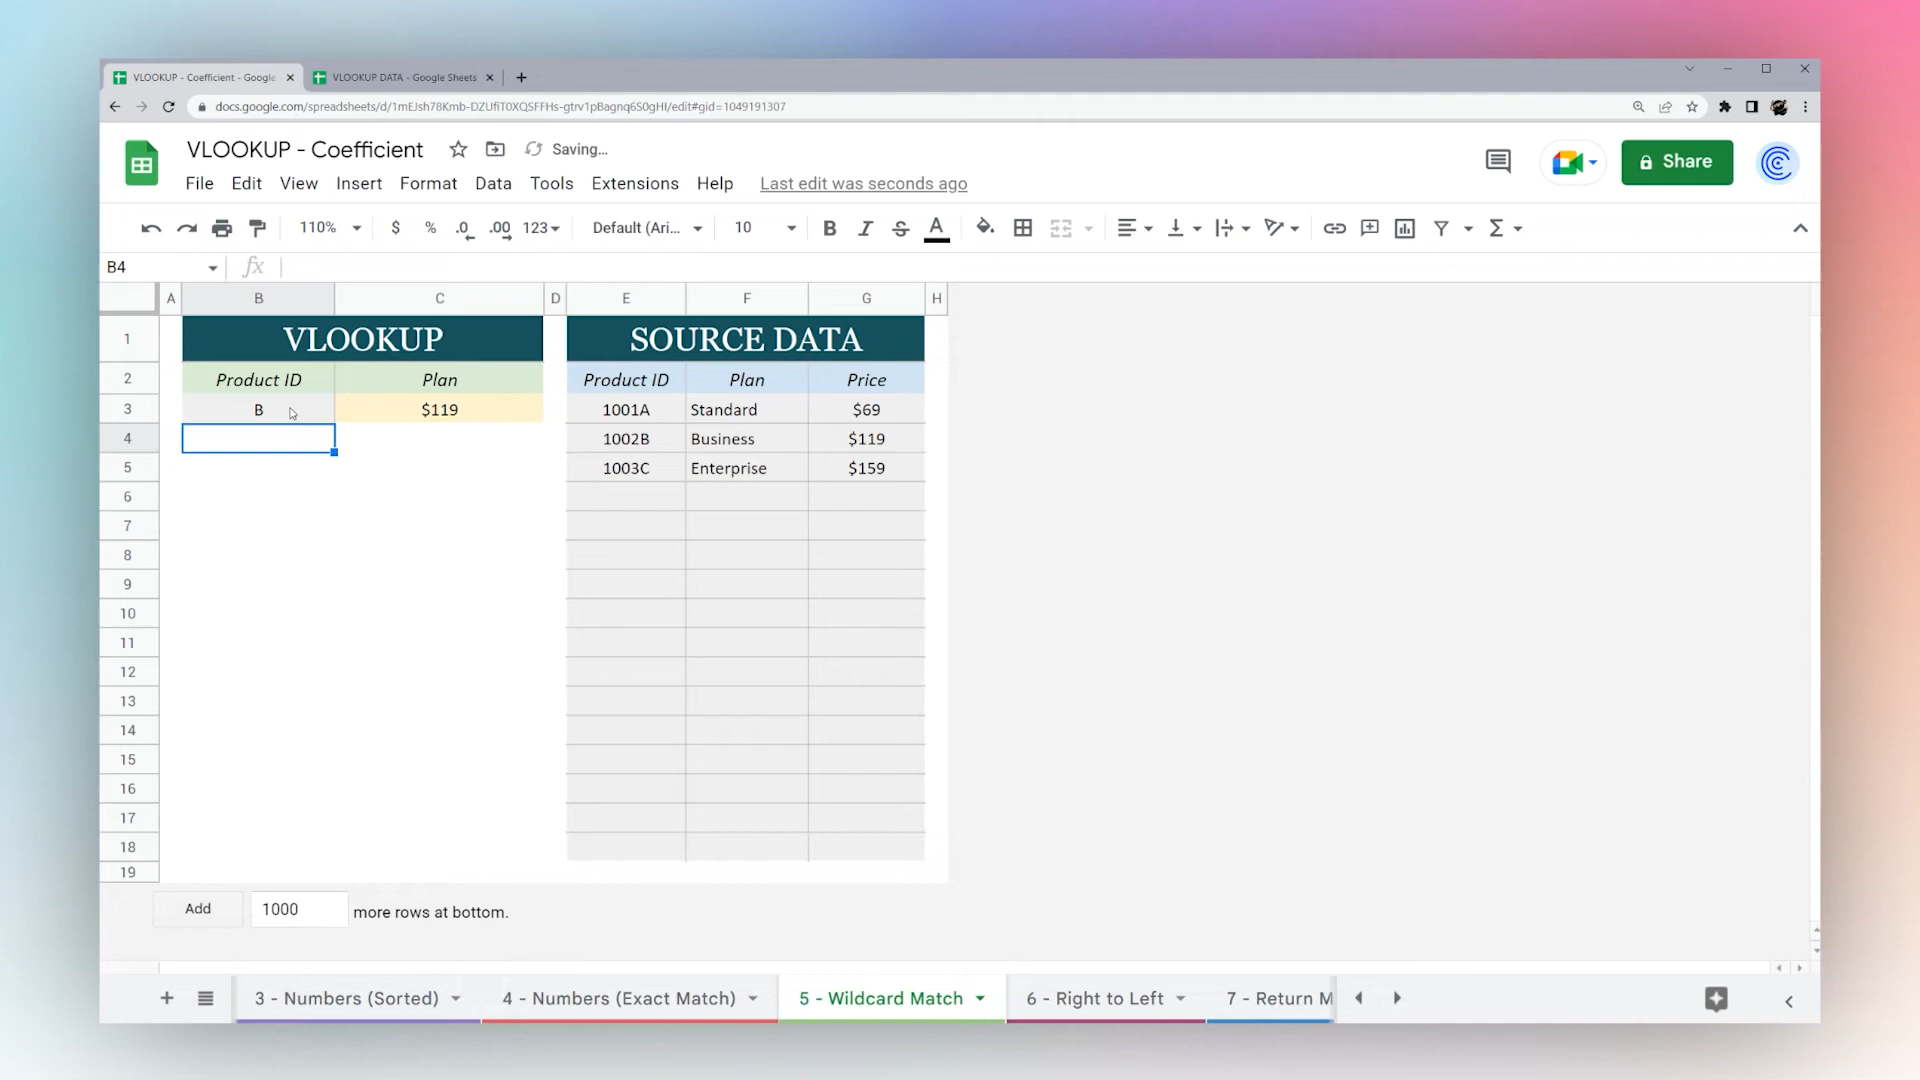 VLOOKUP - Coefficient - Google
VLOOKUP DATA - Google Sheets
docs.google.com/spreadsheets/d/1mEJsh78Kmb-DZUfiT0XQSFFHs-gtrv1pBagnq6S0gHI/edit#gid=1049191307
VLOOKUP - Coefficient
Saving...
Share
File Edit View Insert Format Data Tools Extensions Help Last edit was seconds ago
110% $ % .0 .00 123 Default (Ari... 10 B I S A
B4 fx
A B C D E F G H
1 VLOOKUP SOURCE DATA
2 Product ID Plan Product ID Plan Price
3 B $119 1001A Standard $69
4 1002B Business $119
5 1003C Enterprise $159
6
7
8
9
10
11
12
13
14
15
16
17
18
19
Add 1000 more rows at bottom.
3 - Numbers (Sorted) 4 - Numbers (Exact Match) 5 - Wildcard Match 6 - Right to Left 7 - Return M